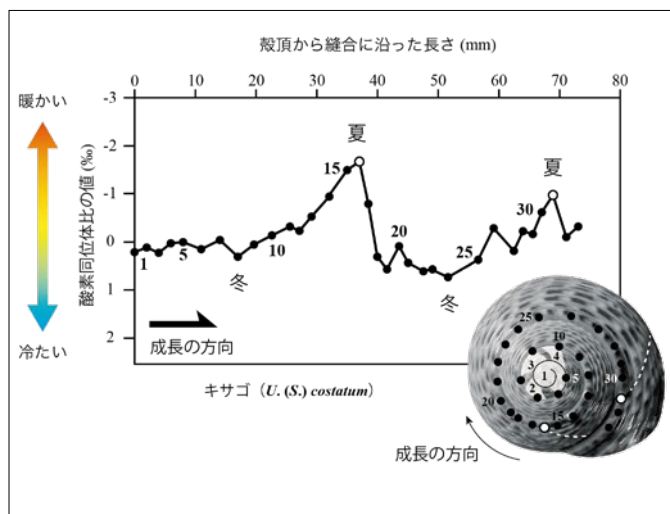 殻頂から縫合に沿った長さ (mm)
0 10 20 30 40 50 60 70 80
暖かい
冷たい
酸素同位体比の値 (‰)
-3
-2
-1
0
1
2
夏
夏
冬
冬
1
5
10
15
20
25
30
成長の方向
キサゴ（U. (S.) costatum）
25
10
4
3
1
5
30
2
20
15
成長の方向